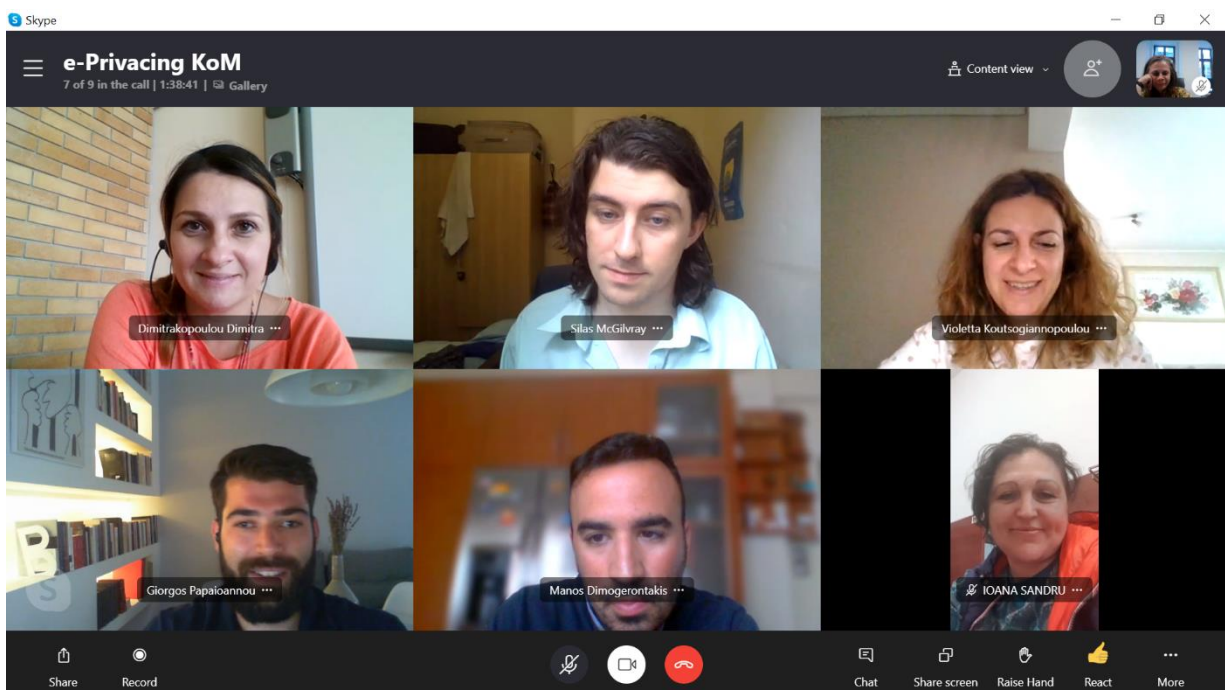 Skype
e-Privacing KoM
7 of 9 in the call | 1:38:41 | Gallery
Content view
Dimitrakopoulou Dimitra ···
Silas McGilvray ···
Violetta Koutsogiannopoulou ···
B
Giorgos Papaioannou ···
Manos Dimogerontakis ···
IOANA SANDRU ···
Share
Record
Chat
Share screen
Raise Hand
React
More